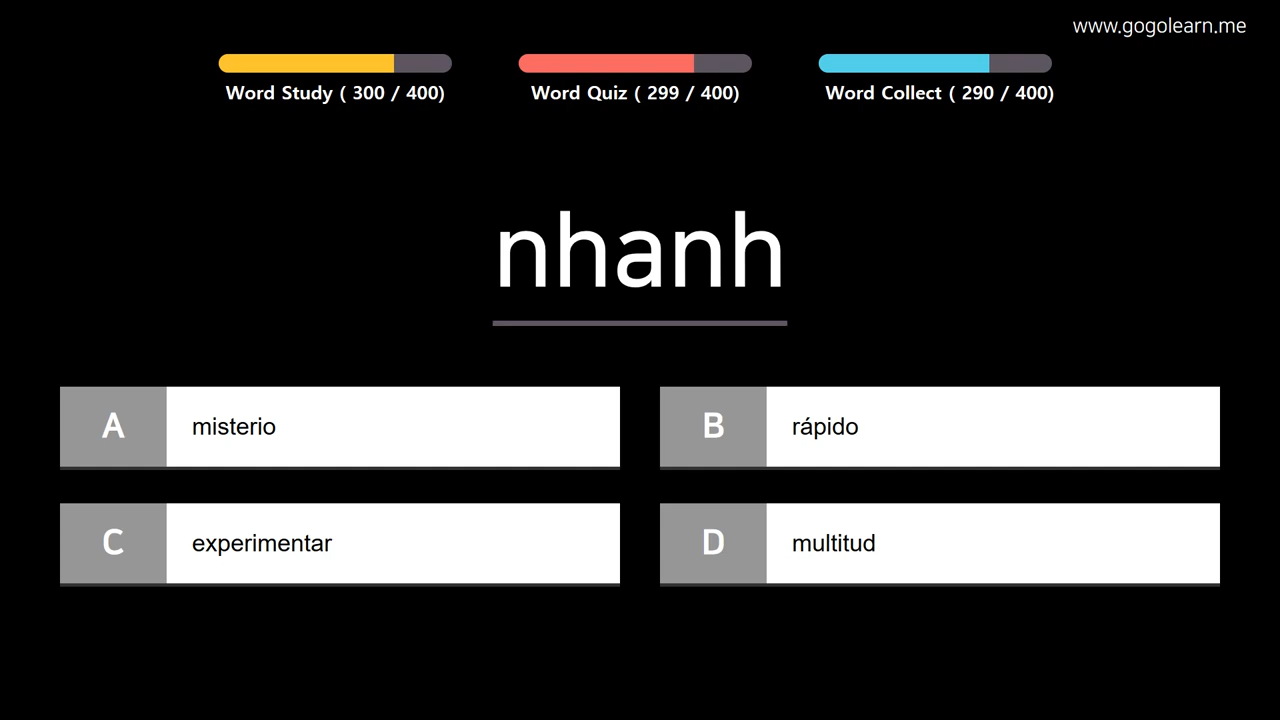 www.gogolearn.me
Word Study ( 300 / 400)
Word Quiz ( 299 / 400)
Word Collect ( 290 / 400)
nhanh
A misterio
B rápido
C experimentar
D multitud